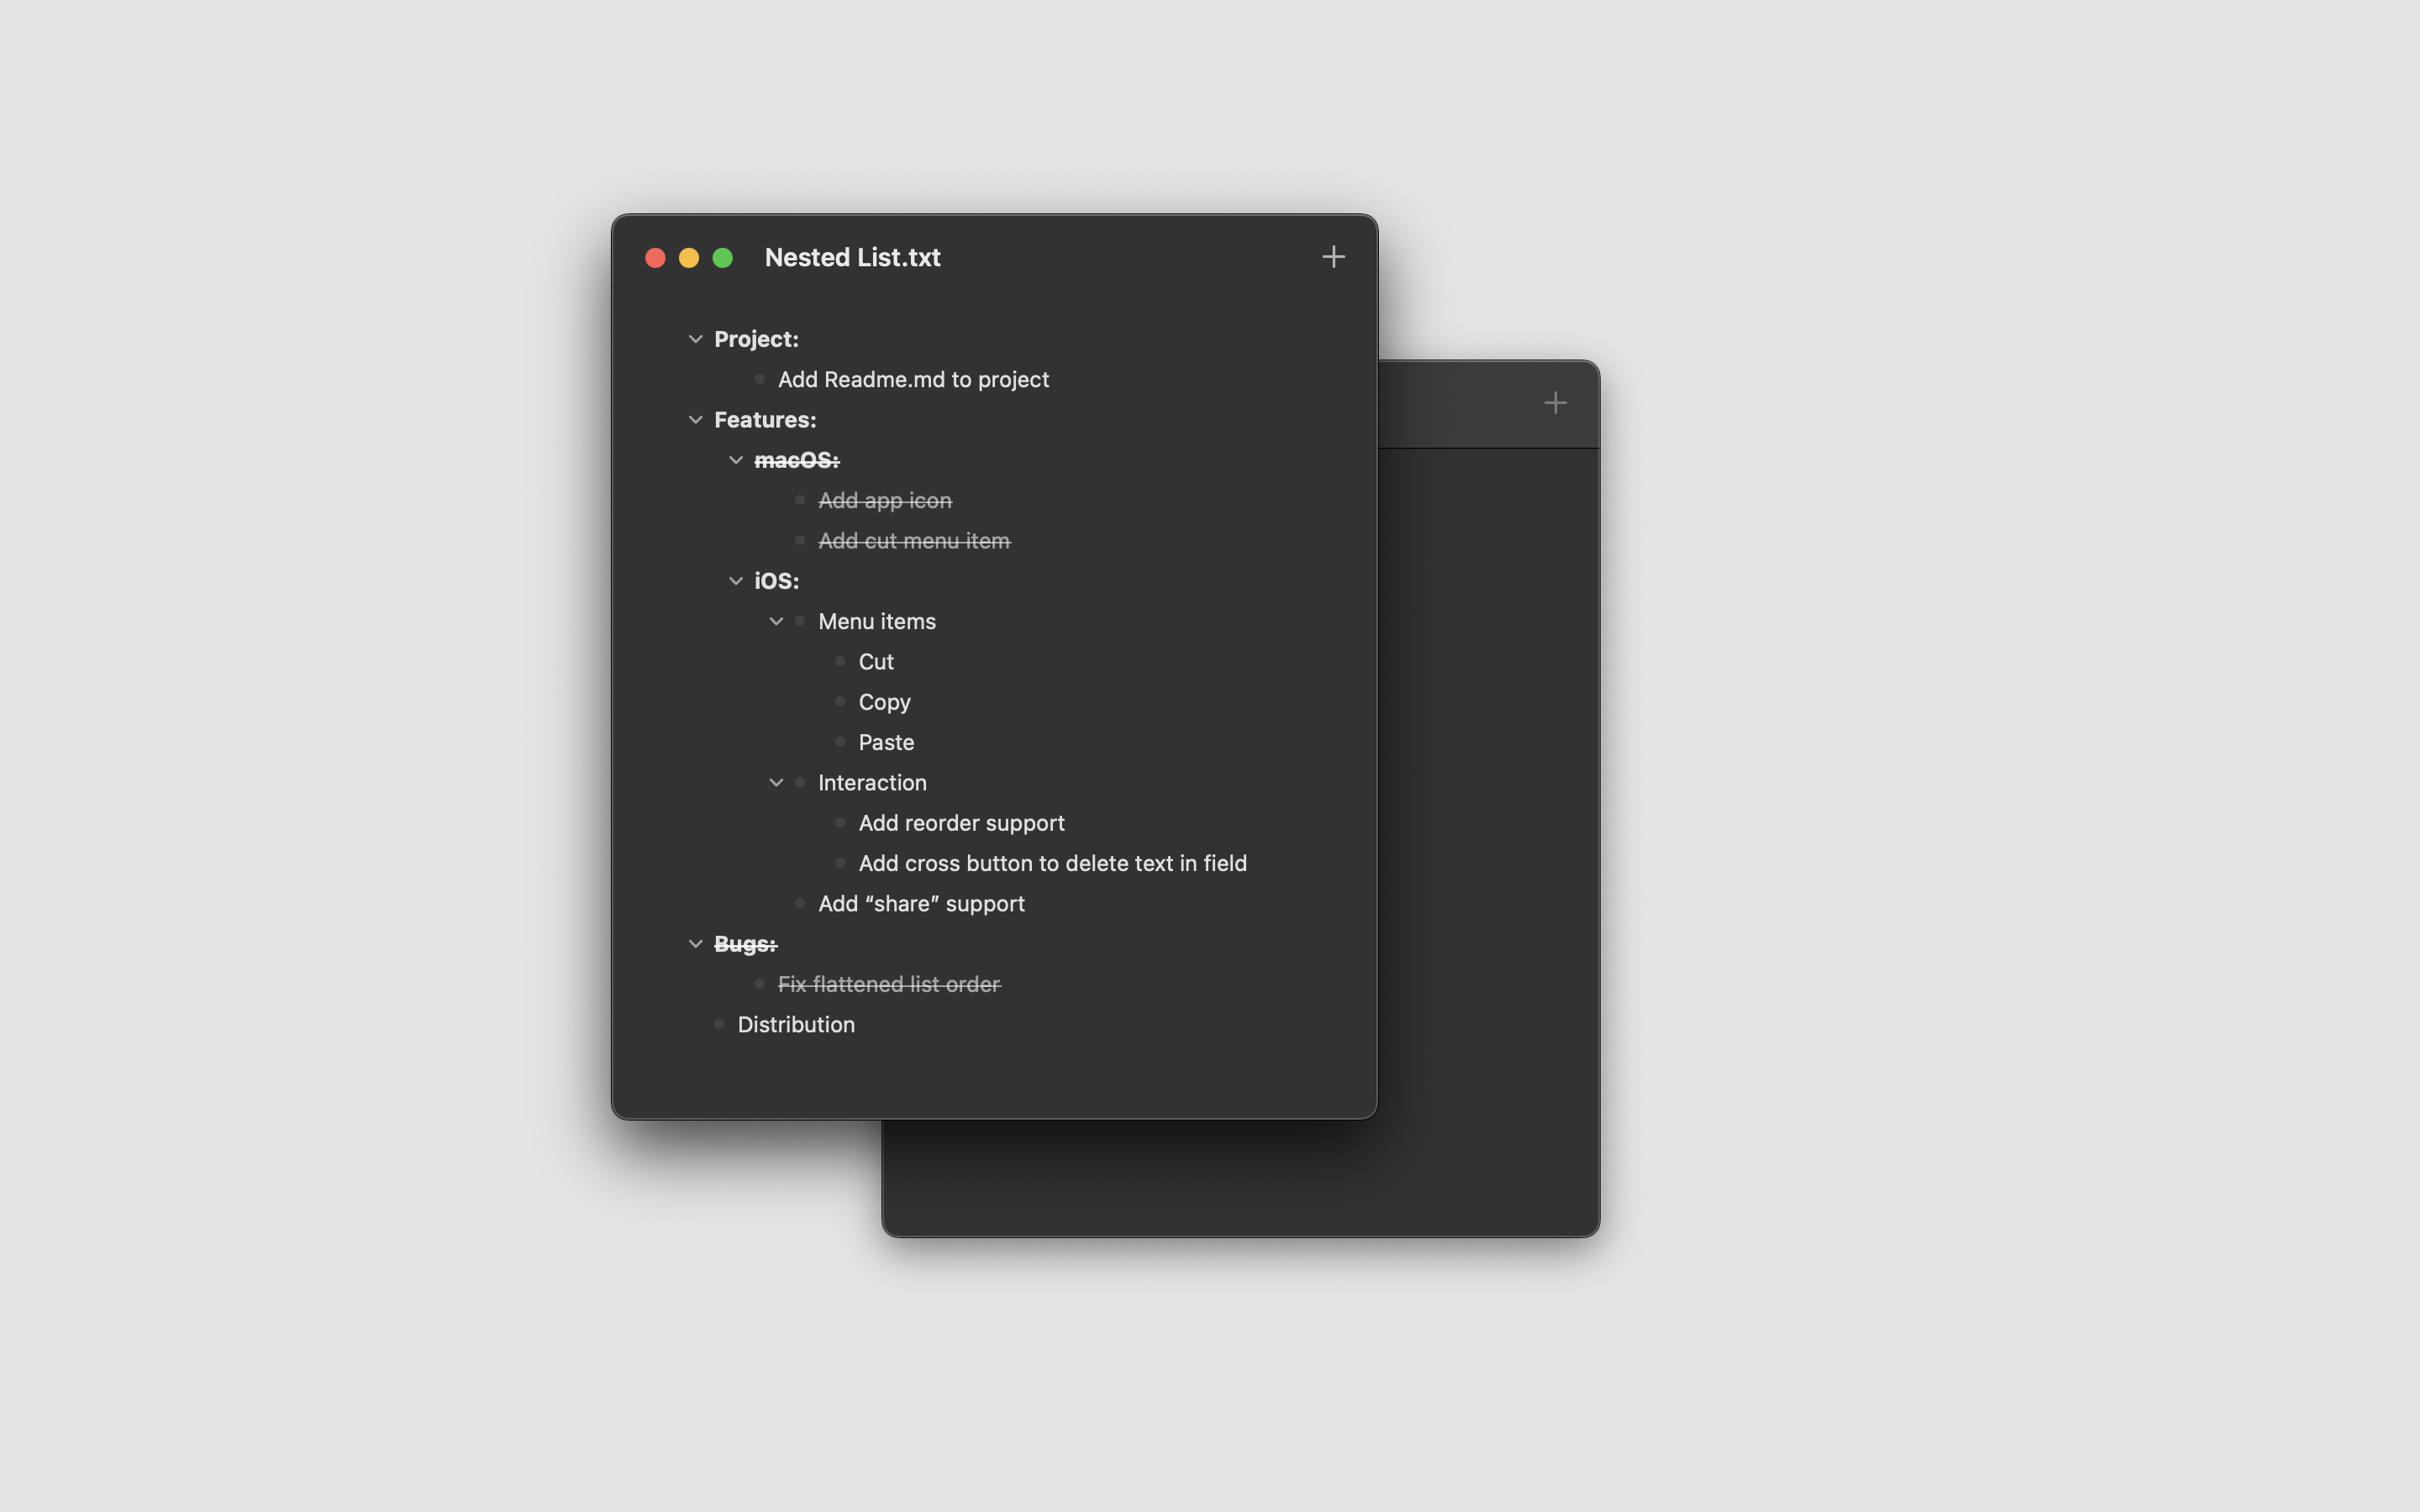 Nested List.txt
Project:
Add Readme.md to project
Features:
macOS:
Add app icon
Add cut menu item
iOS:
Menu items
Cut
Copy
Paste
Interaction
Add reorder support
Add cross button to delete text in field
Add “share” support
Bugs:
Fix flattened list order
Distribution